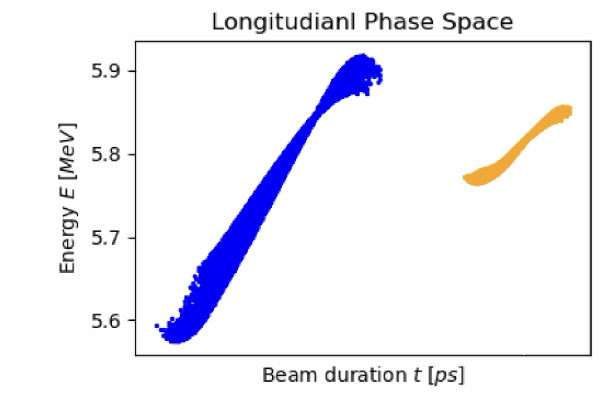 Longitudianl Phase Space
5.9
5.8
5.7
5.6
Energy E [MeV]
Beam duration t [ps]